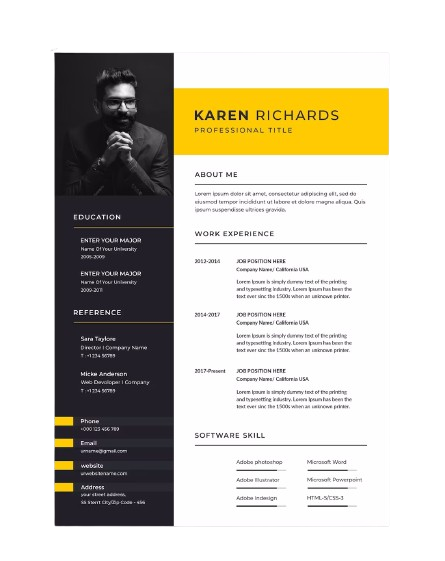 KAREN RICHARDS
PROFESSIONAL TITLE
ABOUT ME
Lorem ipsum dolor sit amet, consectetur adipiscing elit, sed do
eiusmod tempor incididunt ut labore et dolore magna aliqua. Quis
ipsum suspendisse ultrices gravida.
WORK EXPERIENCE
2012-2014
JOB POSITION HERE
Company Name/ California USA
Lorem Ipsum is simply dummy text of the printing
and typesetting industry. Lorem Ipsum has been the
text ever sinc the 1500s when an unknown printer.
2014-2017
JOB POSITION HERE
Company Name/ California USA
Lorem Ipsum is simply dummy text of the printing
and typesetting industry. Lorem Ipsum has been the
text ever sinc the 1500s when an unknown printer.
2017-Present
JOB POSITION HERE
Company Name/ California USA
Lorem Ipsum is simply dummy text of the printing
and typesetting industry. Lorem Ipsum has been the
text ever sinc the 1500s when an unknown printer.
SOFTWARE SKILL
Adobe photoshop
Microsoft Word
Adobe Illustrator
Microsoft Powerpoint
Adobe Indesign
HTML-5/CSS-3
EDUCATION
ENTER YOUR MAJOR
Name Of Your University
2005-2009
ENTER YOUR MAJOR
Name Of Your University
2009-2011
REFERENCE
Sara Taylore
Director | Company Name
T : +1 234 56789
Micke Anderson
Web Developer | Company
T : +1 234 56789
Phone
+000 123 456 789
Email
urname@gmail.com
website
urwebsitename.com
Address
your street address,